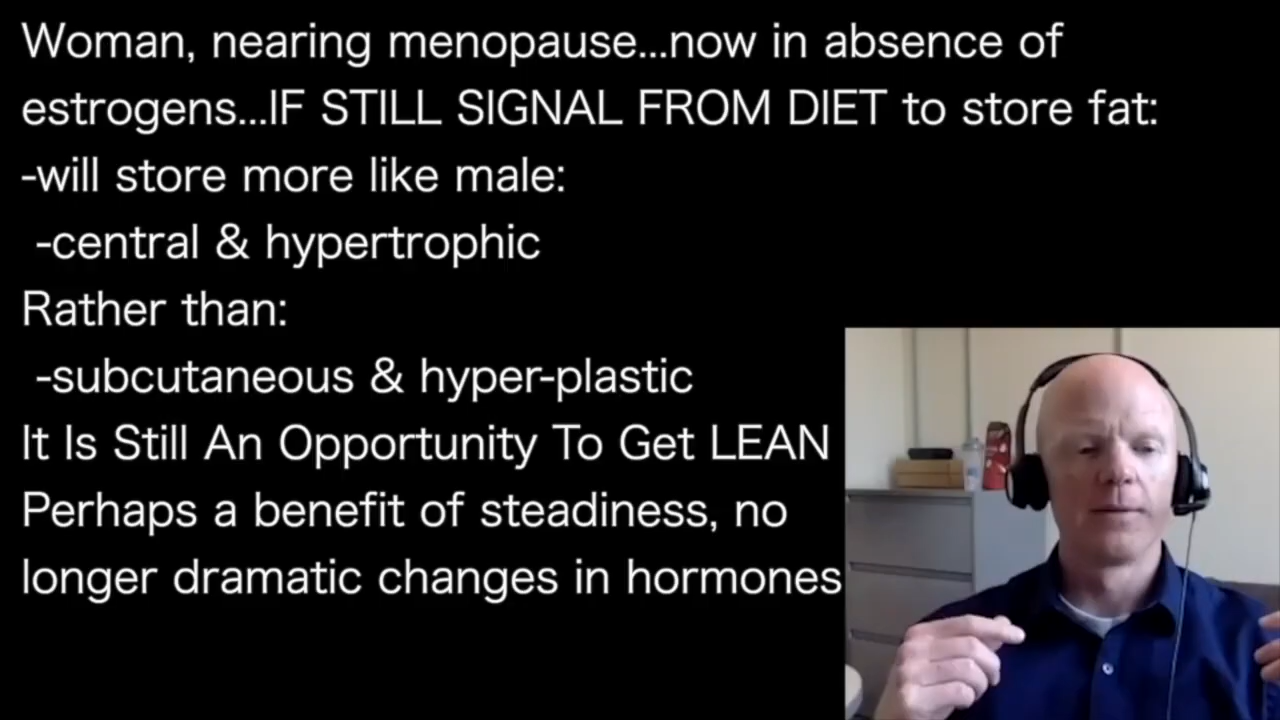 Woman, nearing menopause...now in absence of
estrogens...IF STILL SIGNAL FROM DIET to store fat:
-will store more like male:
-central & hypertrophic
Rather than:
-subcutaneous & hyper-plastic
It Is Still An Opportunity To Get LEAN
Perhaps a benefit of steadiness, no
longer dramatic changes in hormones